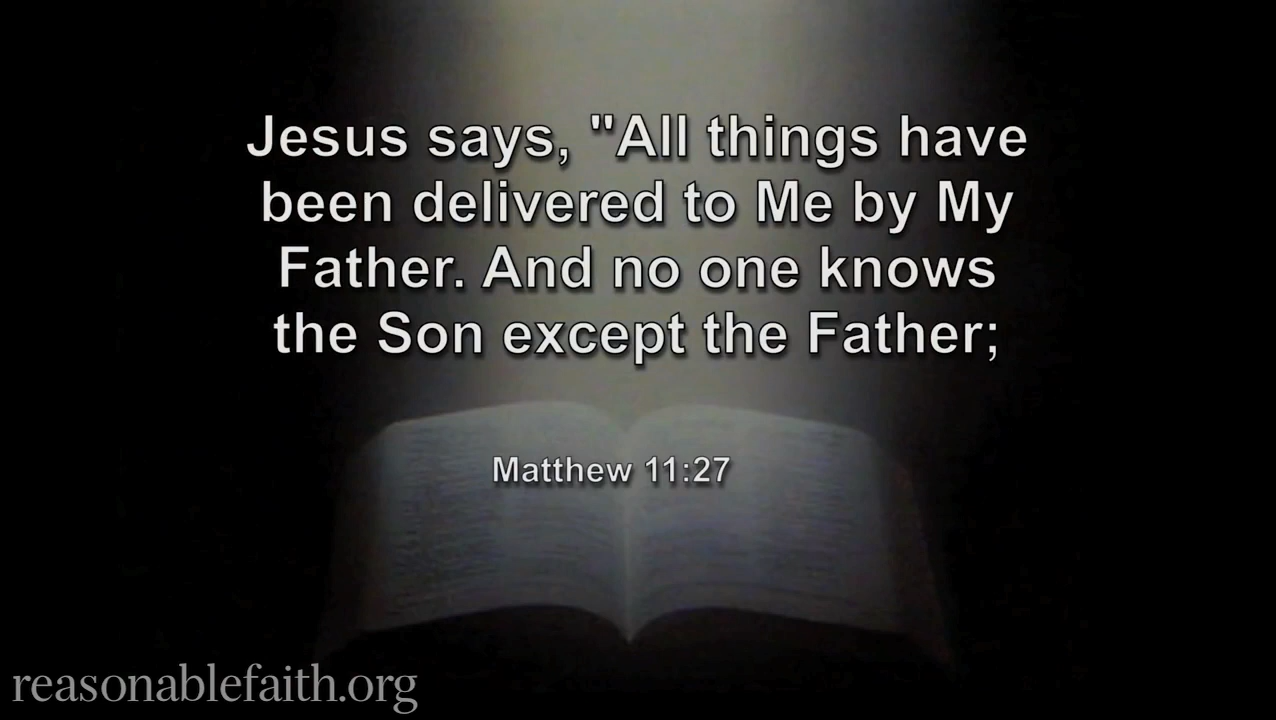 Jesus says, "All things have
been delivered to Me by My
Father. And no one knows
the Son except the Father;
Matthew 11:27
reasonablefaith.org